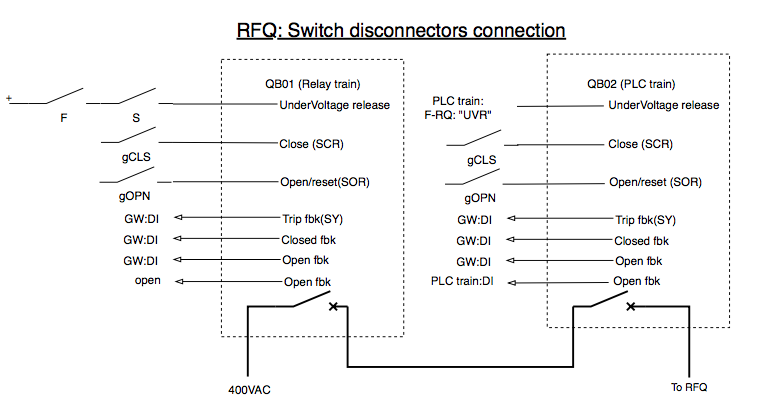 RFQ: Switch disconnectors connection
QB01 (Relay train)
+
F
S
UnderVoltage release
gCLS
Close (SCR)
gOPN
Open/reset(SOR)
GW:DI
Trip fbk(SY)
GW:DI
Closed fbk
GW:DI
Open fbk
open
Open fbk
400VAC
QB02 (PLC train)
PLC train:
F-RQ: "UVR"
UnderVoltage release
gCLS
Close (SCR)
gOPN
Open/reset (SOR)
GW:DI
Trip fbk(SY)
GW:DI
Closed fbk
GW:DI
Open fbk
PLC train:DI
Open fbk
To RFQ